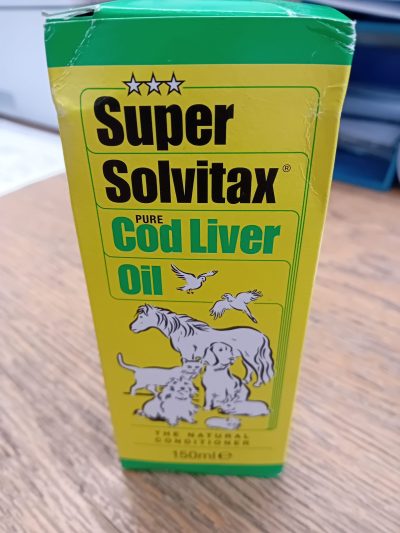 Super
Solvitax®
PURE
Cod Liver
Oil
THE NATURAL
CONDITIONER
150ml ℮